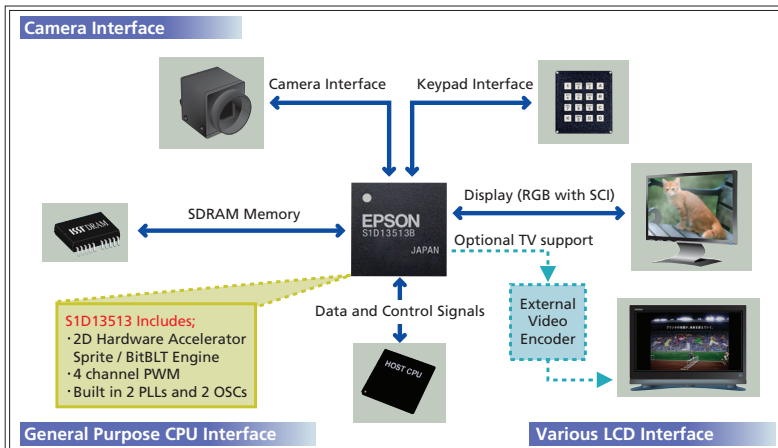 Camera Interface
Camera Interface
Keypad Interface
SDRAM Memory
ISSI DRAM
EPSON
S1D13513B
JAPAN
Display (RGB with SCI)
Optional TV support
External
Video
Encoder
Data and Control Signals
HOST CPU
S1D13513 Includes;
・2D Hardware Accelerator
Sprite / BitBLT Engine
・4 channel PWM
・Built in 2 PLLs and 2 OSCs
General Purpose CPU Interface
Various LCD Interface